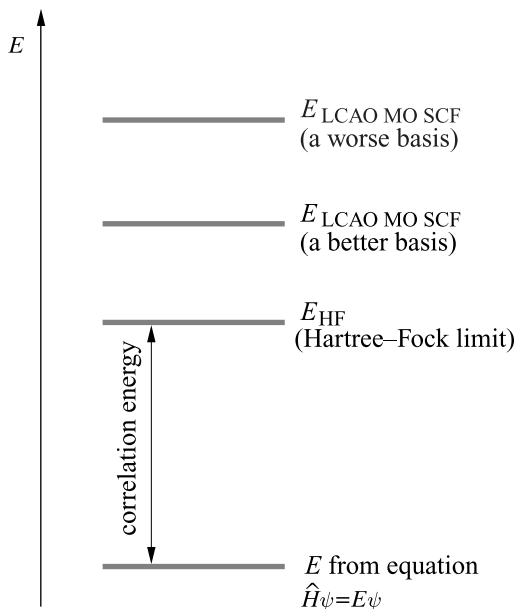 E
E LCAO MO SCF
(a worse basis)
E LCAO MO SCF
(a better basis)
E HF
(Hartree–Fock limit)
correlation energy
E from equation
Ĥψ=Eψ